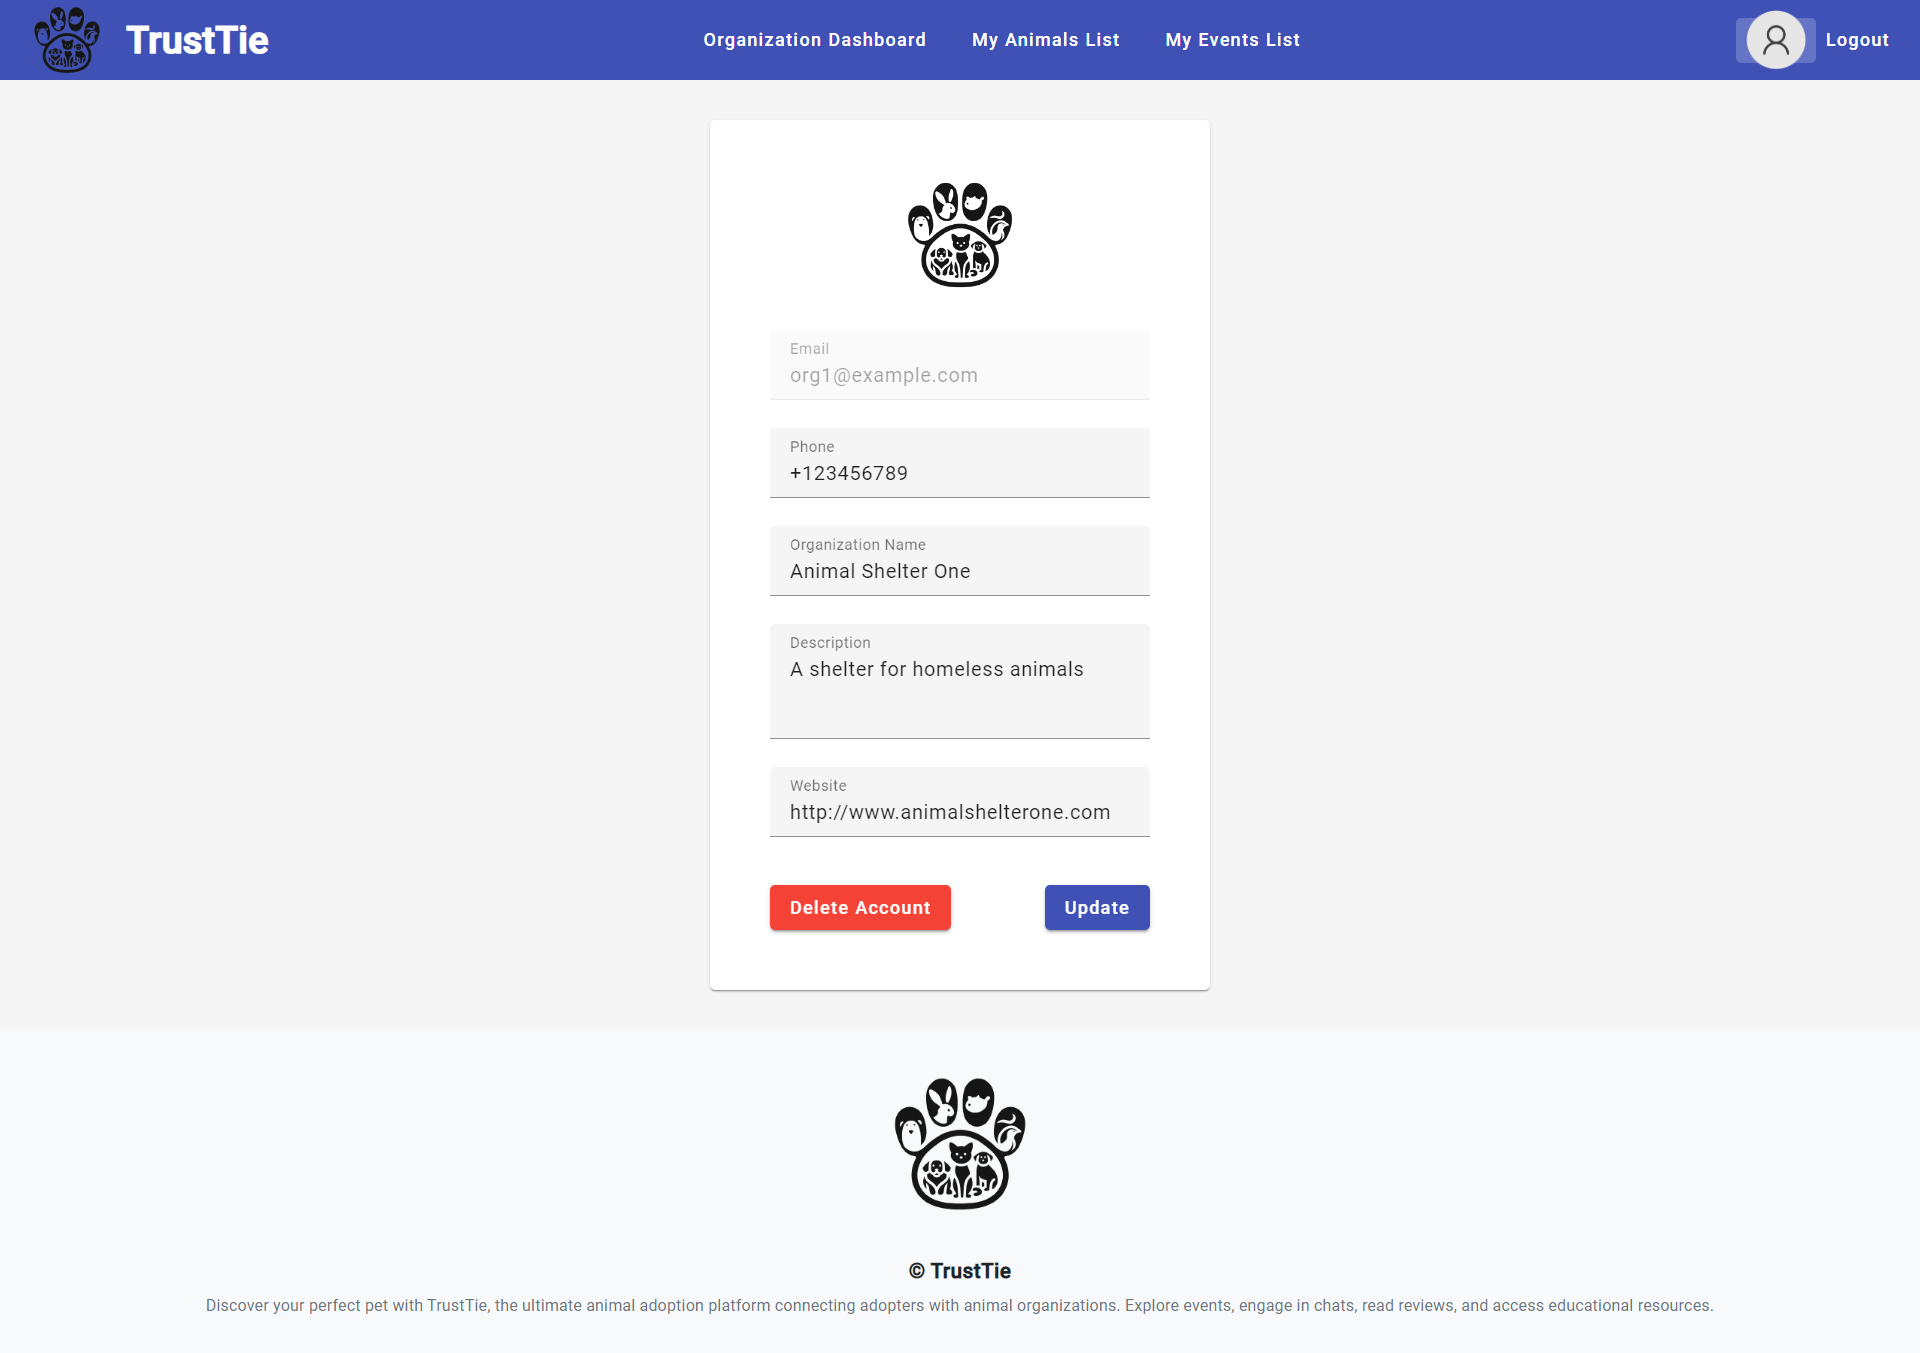 TrustTie
Organization Dashboard
My Animals List
My Events List
Logout
Email
org1@example.com
Phone
+123456789
Organization Name
Animal Shelter One
Description
A shelter for homeless animals
Website
http://www.animalshelterone.com
Delete Account
Update
© TrustTie
Discover your perfect pet with TrustTie, the ultimate animal adoption platform connecting adopters with animal organizations. Explore events, engage in chats, read reviews, and access educational resources.